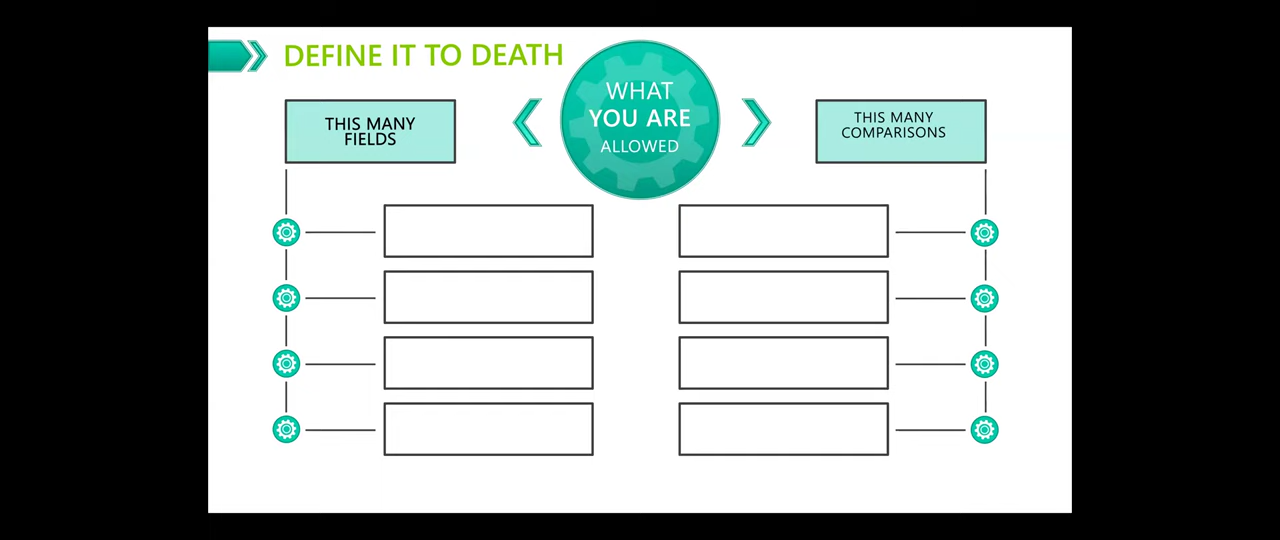 DEFINE IT TO DEATH
WHAT
YOU ARE
ALLOWED
THIS MANY
FIELDS
THIS MANY
COMPARISONS